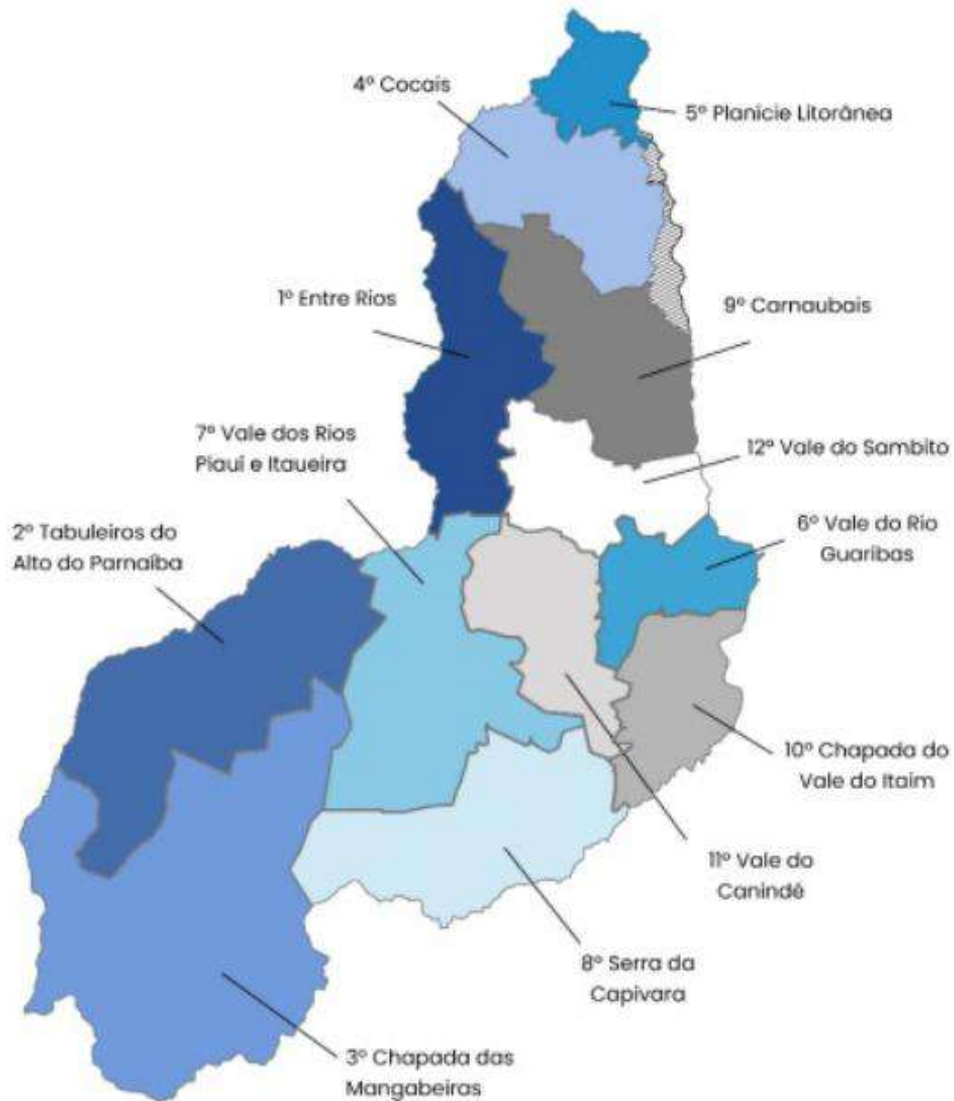 4º Cocais
5º Planície Litorânea
1º Entre Rios
9º Carnaubais
7º Vale dos Rios
Piauí e Itaueira
12º Vale do Sambito
2º Tabuleiros do
Alto do Parnaíba
6º Vale do Rio
Guaribas
10º Chapada do
Vale do Itaim
11º Vale do
Canindé
8º Serra da
Capivara
3º Chapada das
Mangabeiras